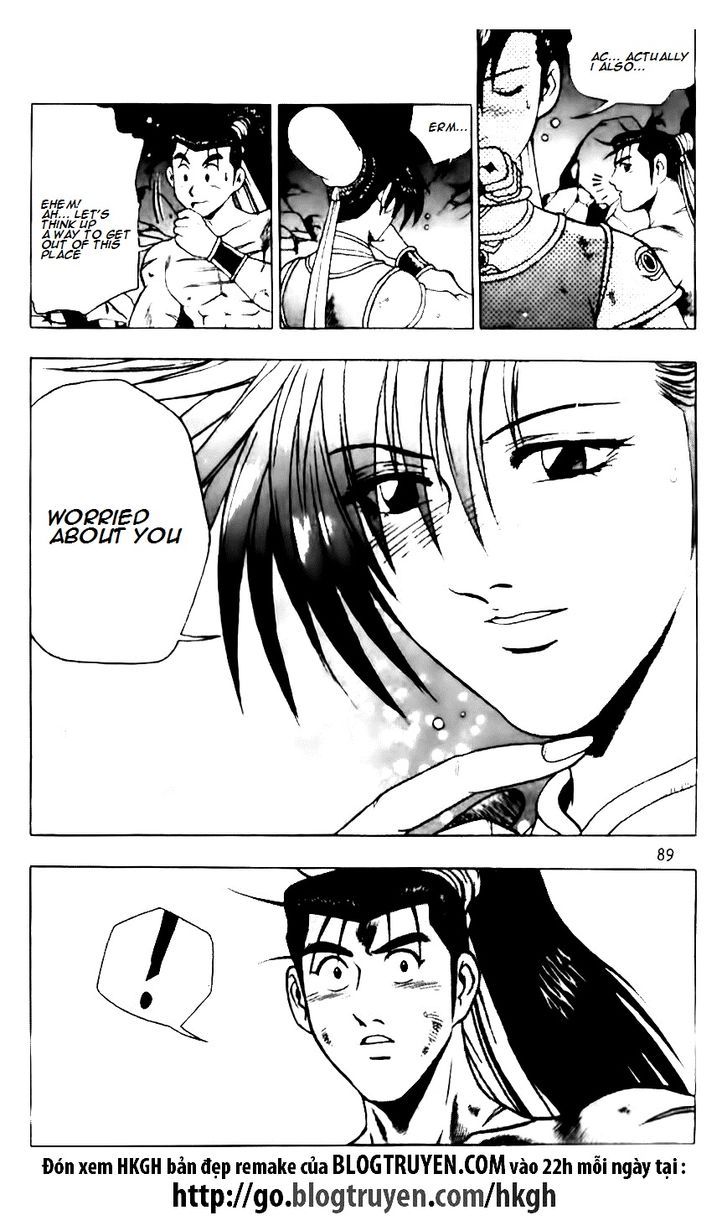 AC... ACTUALLY
I ALSO...
ERM...
EHEM!
AH... LET'S
THINK UP
A WAY TO GET
OUT OF THIS
PLACE
WORRIED
ABOUT YOU
89
!
Đón xem HKGH bản đẹp remake của BLOGTRUYEN.COM vào 22h mỗi ngày tại :
http://go.blogtruyen.com/hkgh